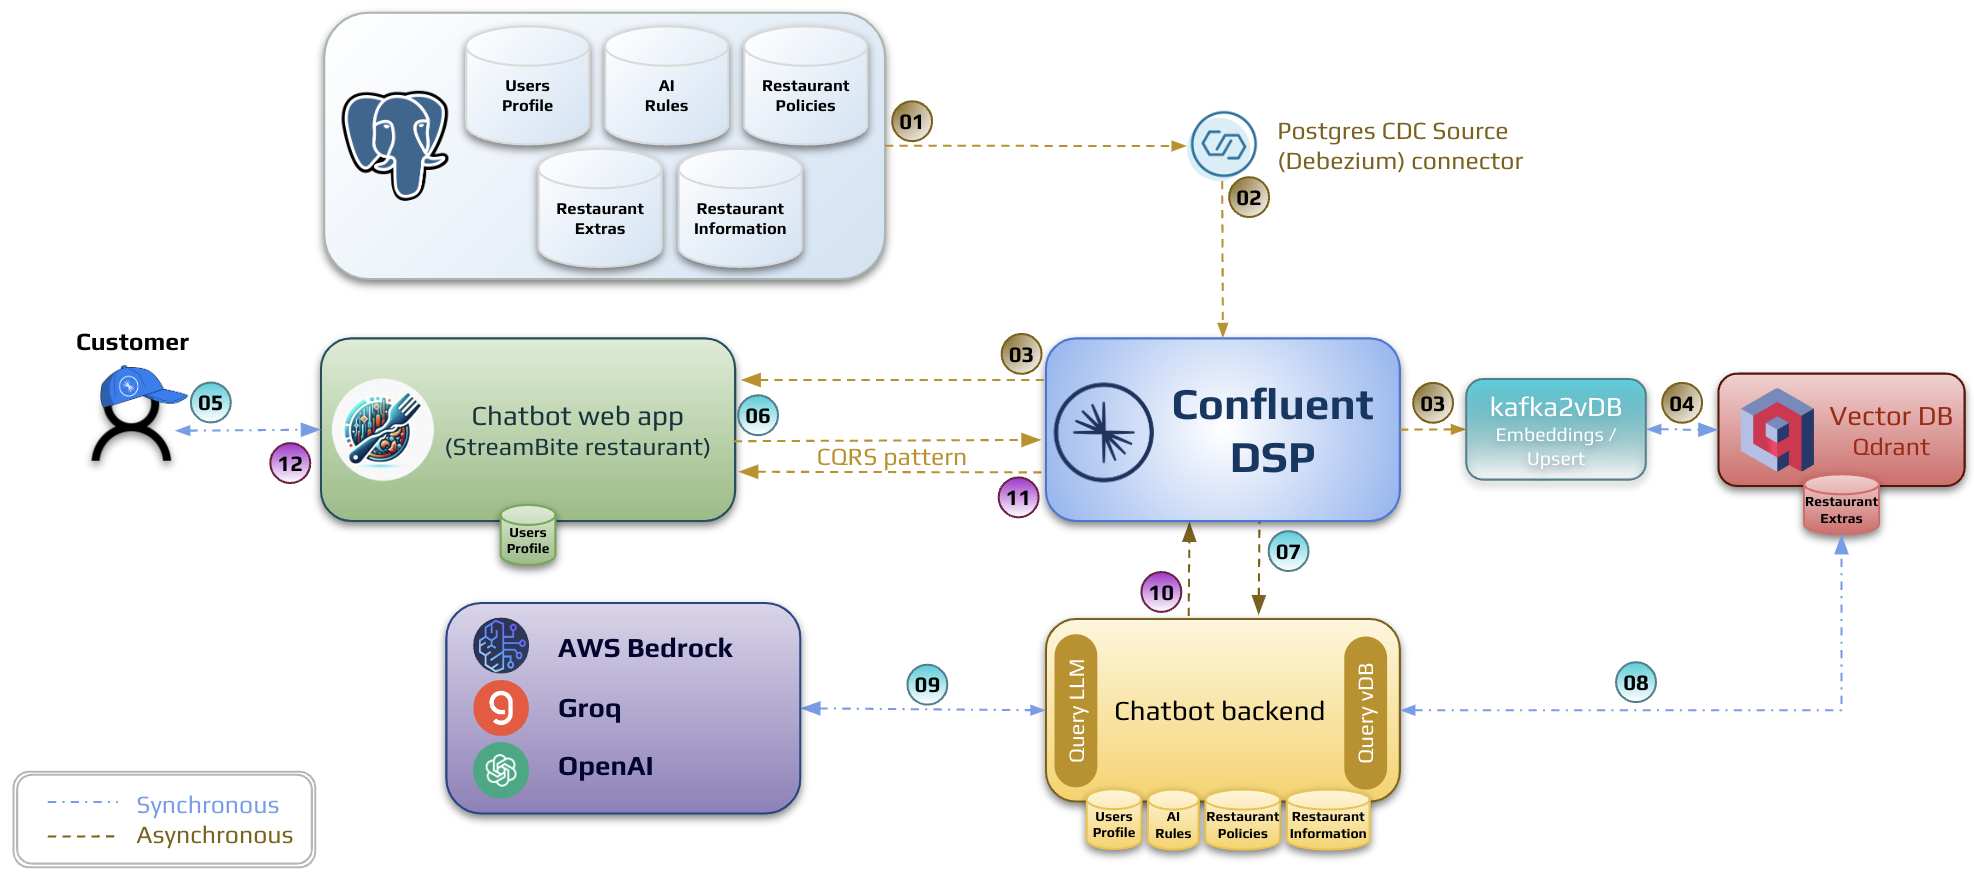 Users
Profile
AI
Rules
Restaurant
Policies
Restaurant
Extras
Restaurant
Information
01
Postgres CDC Source
(Debezium) connector
02
Customer
05
12
Chatbot web app
(StreamBite restaurant)
Users
Profile
03
06
CQRS pattern
11
Confluent
DSP
03
kafka2vDB
Embeddings /
Upsert
04
Vector DB
Qdrant
Restaurant
Extras
10
07
AWS Bedrock
Groq
OpenAI
09
Query LLM
Chatbot backend
Query vDB
08
Users
Profile
AI
Rules
Restaurant
Policies
Restaurant
Information
Synchronous
Asynchronous